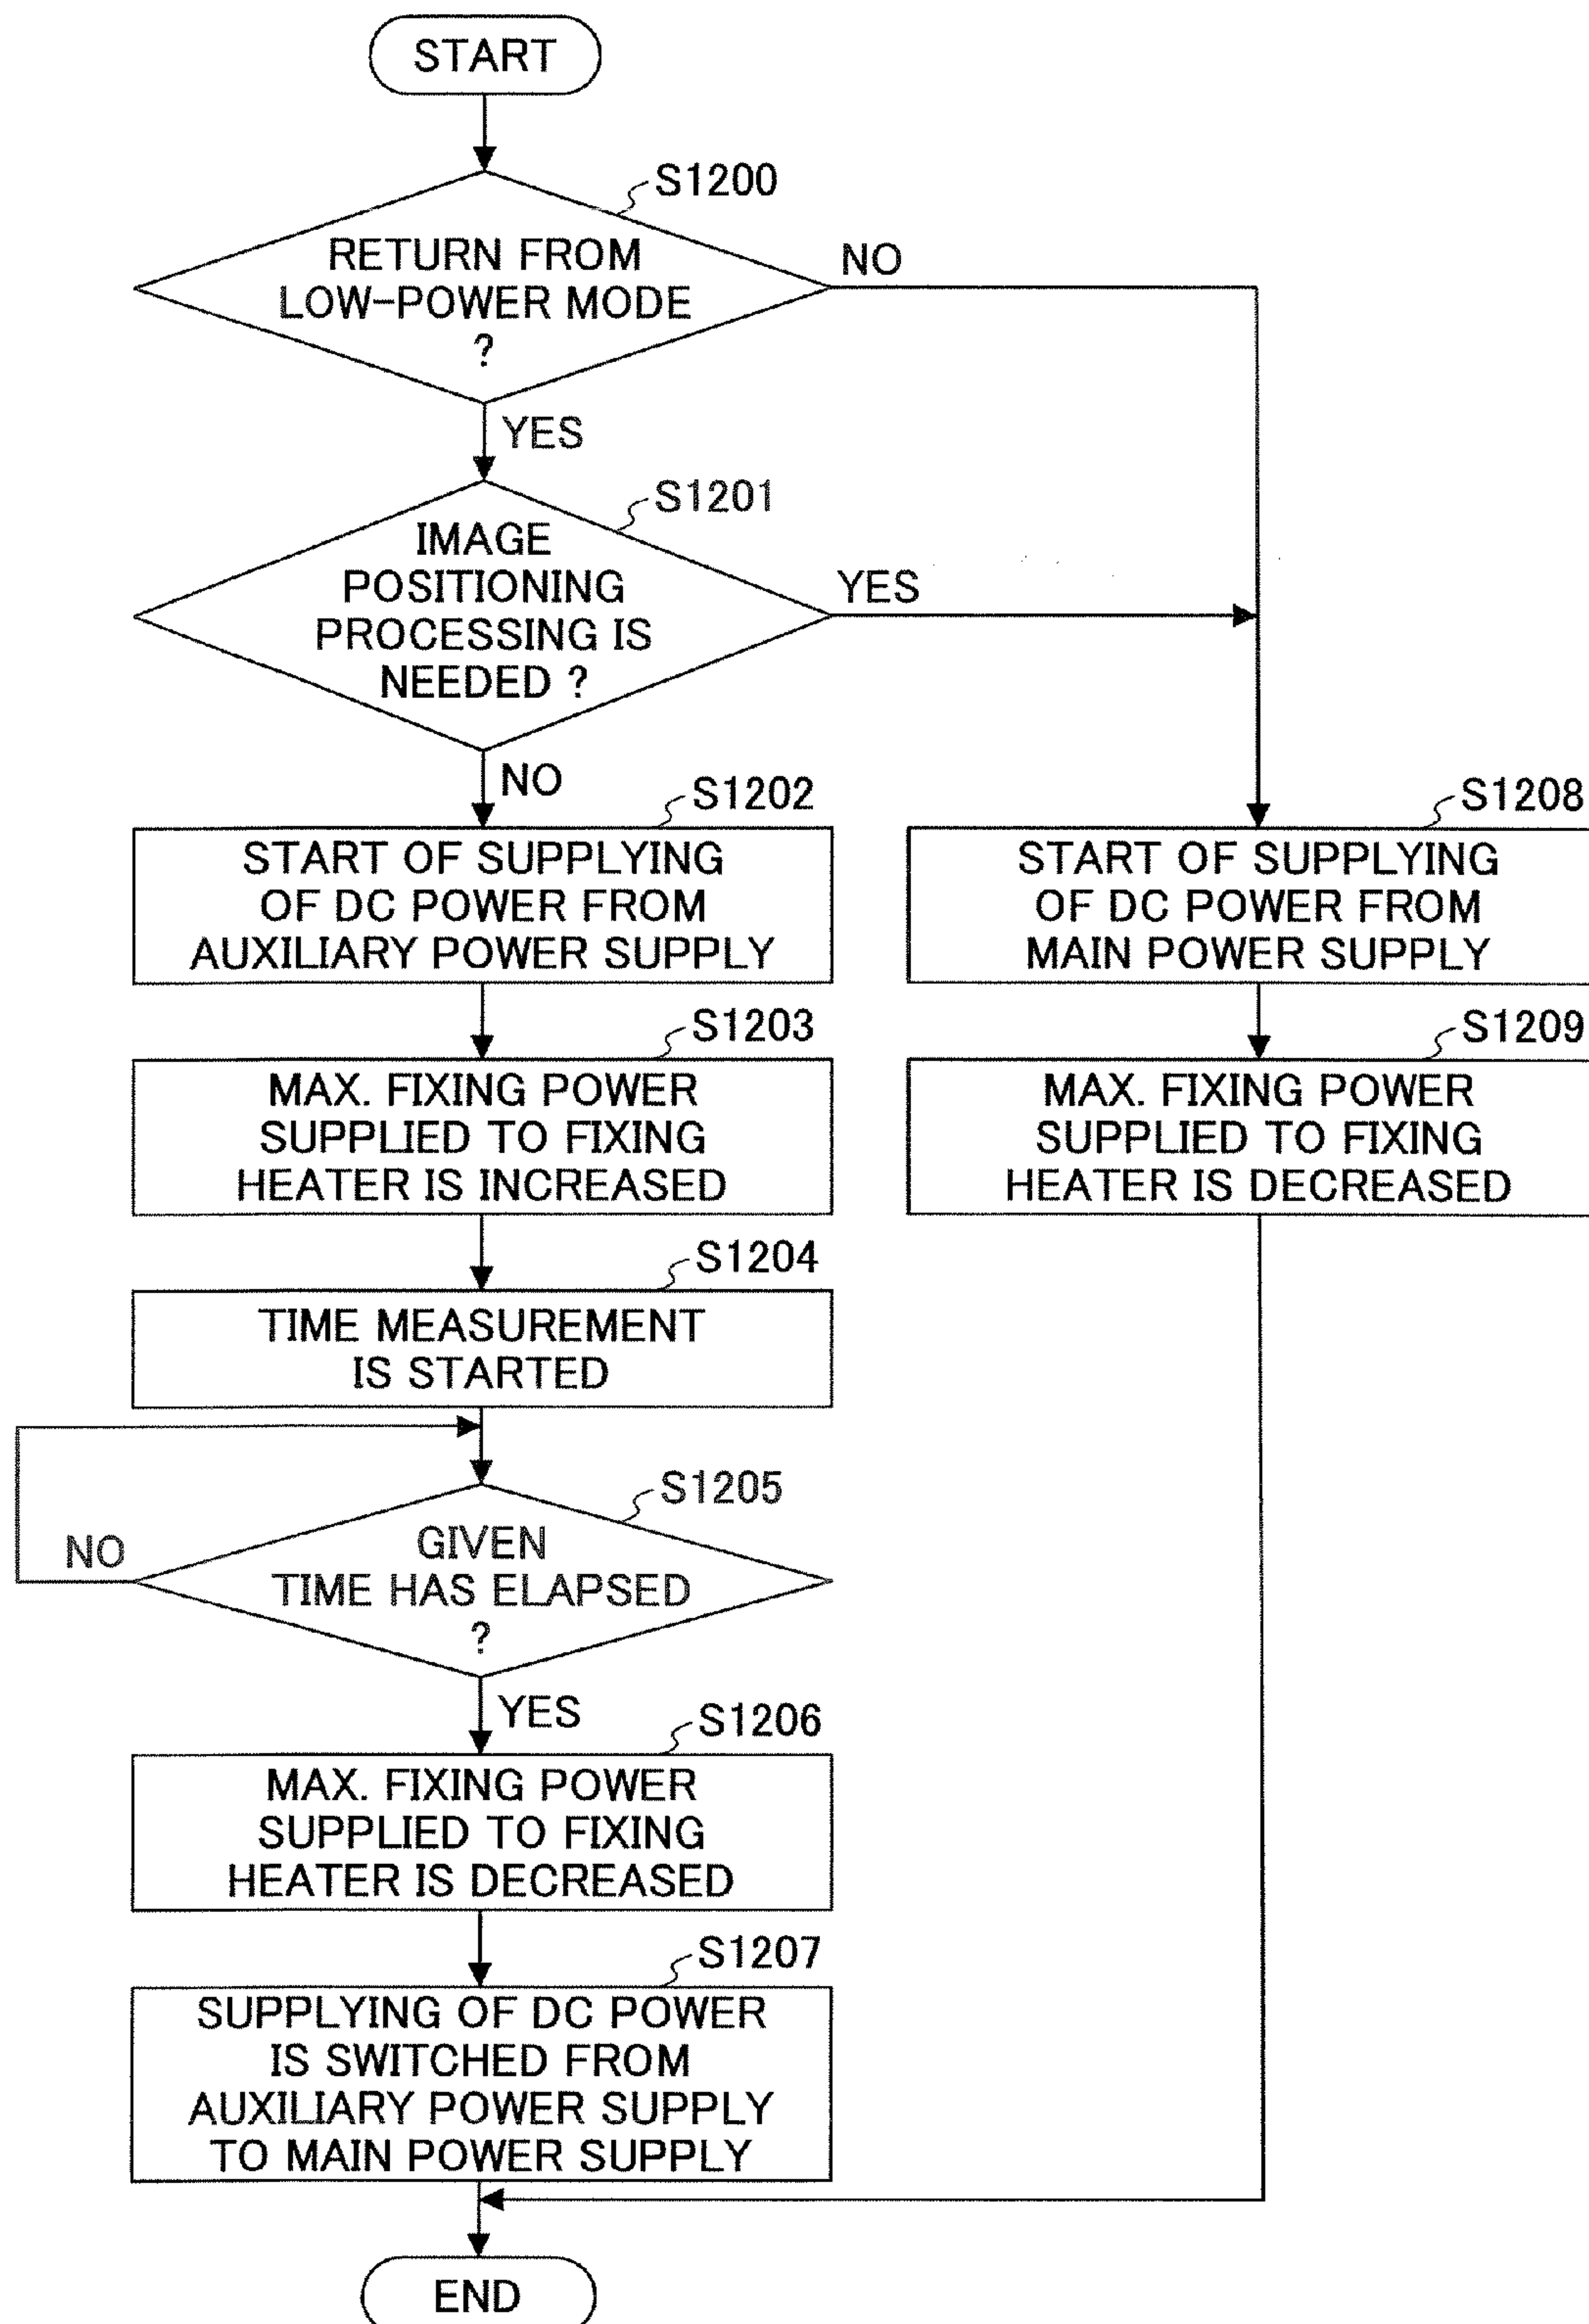 START
S1200
RETURN FROM
LOW-POWER MODE
?
NO
YES
S1201
IMAGE
POSITIONING
PROCESSING IS
NEEDED ?
YES
NO
S1202
START OF SUPPLYING
OF DC POWER FROM
AUXILIARY POWER SUPPLY
S1208
START OF SUPPLYING
OF DC POWER FROM
MAIN POWER SUPPLY
S1203
MAX. FIXING POWER
SUPPLIED TO FIXING
HEATER IS INCREASED
S1209
MAX. FIXING POWER
SUPPLIED TO FIXING
HEATER IS DECREASED
S1204
TIME MEASUREMENT
IS STARTED
S1205
GIVEN
TIME HAS ELAPSED
?
NO
YES
S1206
MAX. FIXING POWER
SUPPLIED TO FIXING
HEATER IS DECREASED
S1207
SUPPLYING OF DC POWER
IS SWITCHED FROM
AUXILIARY POWER SUPPLY
TO MAIN POWER SUPPLY
END